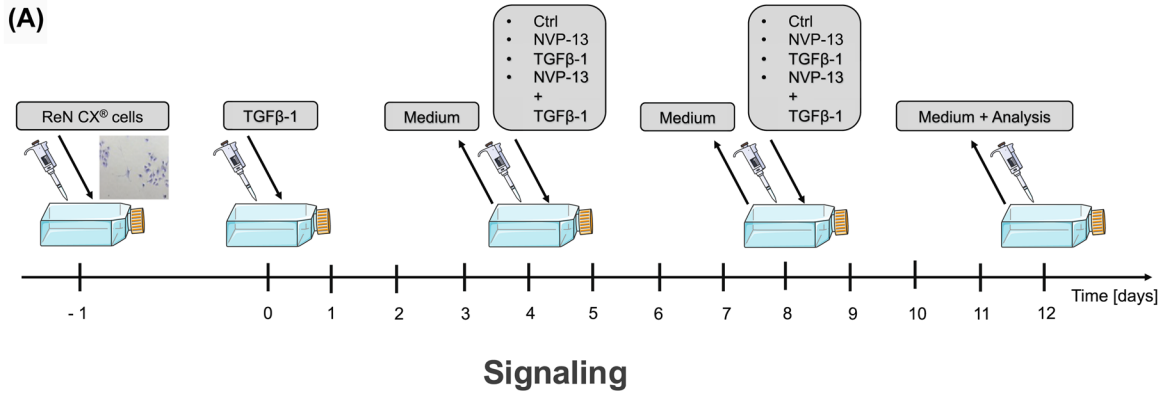 (A)
ReN CX® cells
TGFβ-1
Medium
• Ctrl
• NVP-13
• TGFβ-1
• NVP-13
+
TGFβ-1
Medium
• Ctrl
• NVP-13
• TGFβ-1
• NVP-13
+
TGFβ-1
Medium + Analysis
- 1 0 1 2 3 4 5 6 7 8 9 10 11 12
Time [days]
Signaling